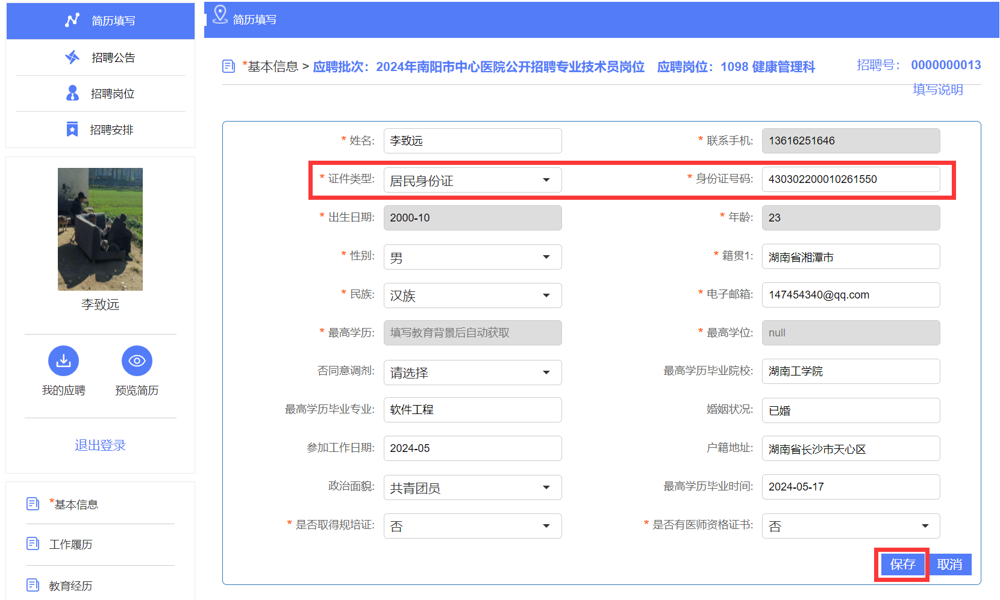 简历填写
招聘公告
招聘岗位
招聘安排
李致远
我的应聘 预览简历
退出登录
*基本信息
工作履历
教育经历
简历填写
*基本信息 > 应聘批次：2024年南阳市中心医院公开招聘专业技术员岗位 应聘岗位：1098 健康管理科 招聘号： 0000000013
填写说明
* 姓名: 李致远 * 联系手机: 13616251646
* 证件类型: 居民身份证 * 身份证号码: 430302200010261550
* 出生日期: 2000-10 * 年龄: 23
* 性别: 男 * 籍贯1: 湖南省湘潭市
* 民族: 汉族 * 电子邮箱: 147454340@qq.com
* 最高学历: 填写教育背景后自动获取 * 最高学位: null
否同意调剂: 请选择 最高学历毕业院校: 湖南工学院
最高学历毕业专业: 软件工程 婚姻状况: 已婚
参加工作日期: 2024-05 户籍地址: 湖南省长沙市天心区
政治面貌: 共青团员 最高学历毕业时间: 2024-05-17
* 是否取得规培证: 否 * 是否有医师资格证书: 否
保存 取消